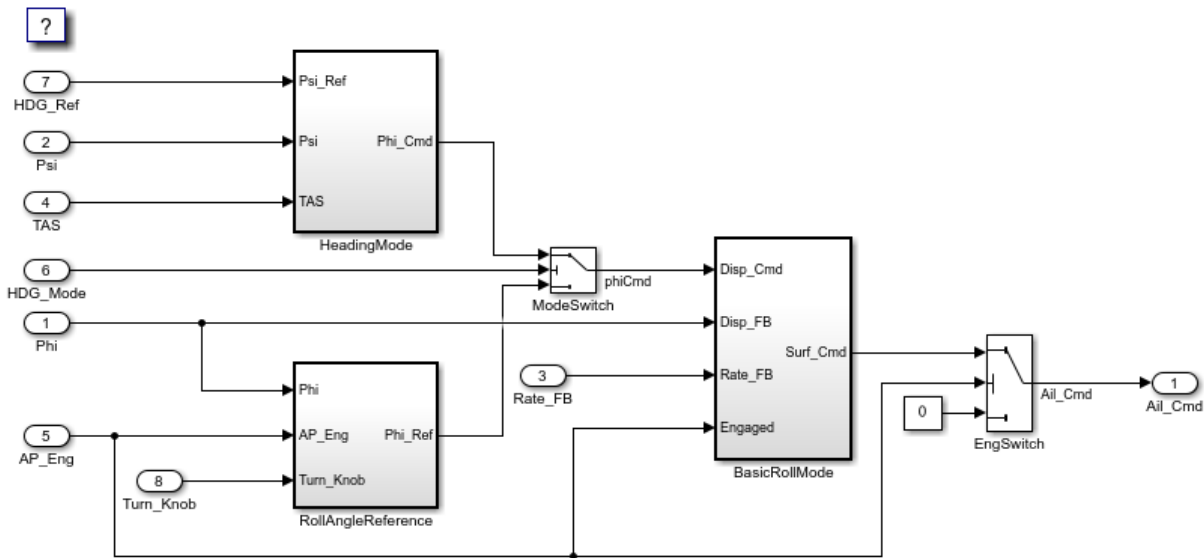 ?
7
HDG_Ref
Psi_Ref
2
Psi
Psi
Phi_Cmd
4
TAS
TAS
HeadingMode
6
HDG_Mode
phiCmd
ModeSwitch
Disp_Cmd
1
Phi
Disp_FB
Surf_Cmd
3
Rate_FB
Rate_FB
Phi
5
AP_Eng
AP_Eng
Phi_Ref
Engaged
BasicRollMode
0
Ail_Cmd
EngSwitch
1
Ail_Cmd
8
Turn_Knob
Turn_Knob
RollAngleReference